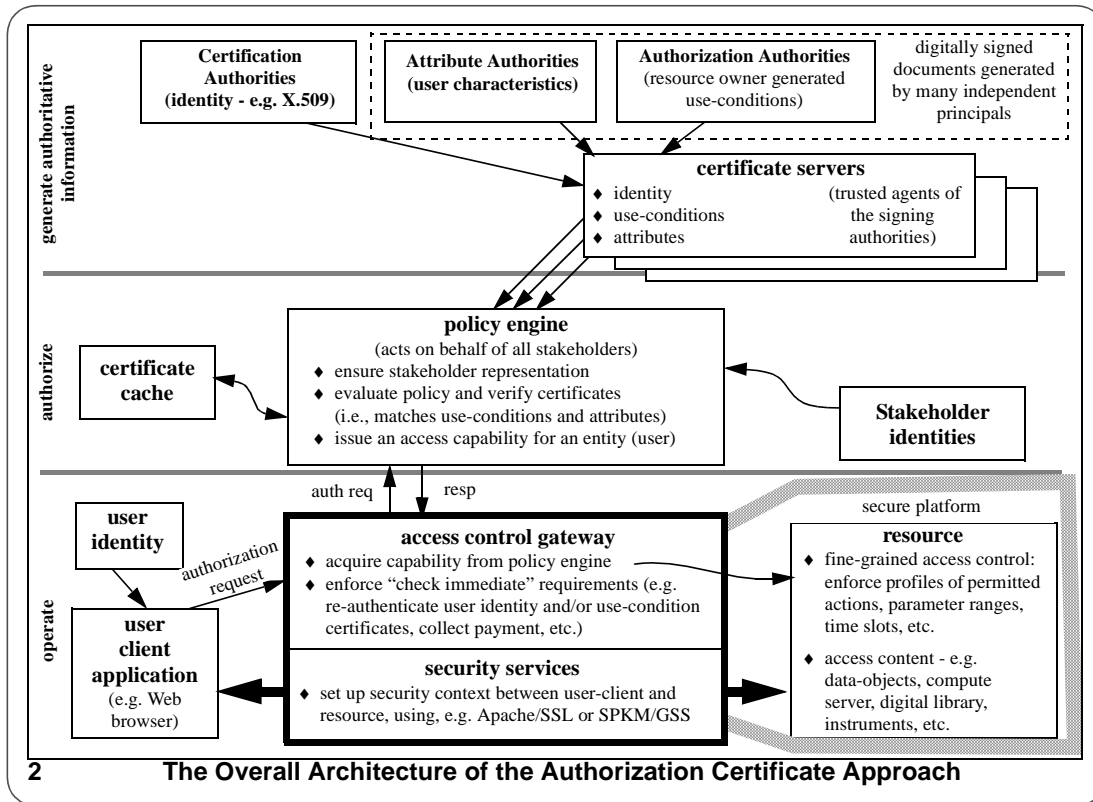 Certification
Authorities
(identity - e.g. X.509)
Attribute Authorities
(user characteristics)
Authorization Authorities
(resource owner generated
use-conditions)
digitally signed
documents generated
by many independent
principals
generate authoritative
information
certificate servers
♦ identity
♦ use-conditions
♦ attributes
(trusted agents of
the signing
authorities)
authorize
certificate
cache
policy engine
(acts on behalf of all stakeholders)
♦ ensure stakeholder representation
♦ evaluate policy and verify certificates
(i.e., matches use-conditions and attributes)
♦ issue an access capability for an entity (user)
Stakeholder
identities
auth req
resp
operate
user
identity
authorization
request
user
client
application
(e.g. Web
browser)
access control gateway
♦ acquire capability from policy engine
♦ enforce “check immediate” requirements (e.g.
re-authenticate user identity and/or use-condition
certificates, collect payment, etc.)
security services
♦ set up security context between user-client and
resource, using, e.g. Apache/SSL or SPKM/GSS
secure platform
resource
♦ fine-grained access control:
enforce profiles of permitted
actions, parameter ranges,
time slots, etc.
♦ access content - e.g.
data-objects, compute
server, digital library,
instruments, etc.
2 The Overall Architecture of the Authorization Certificate Approach